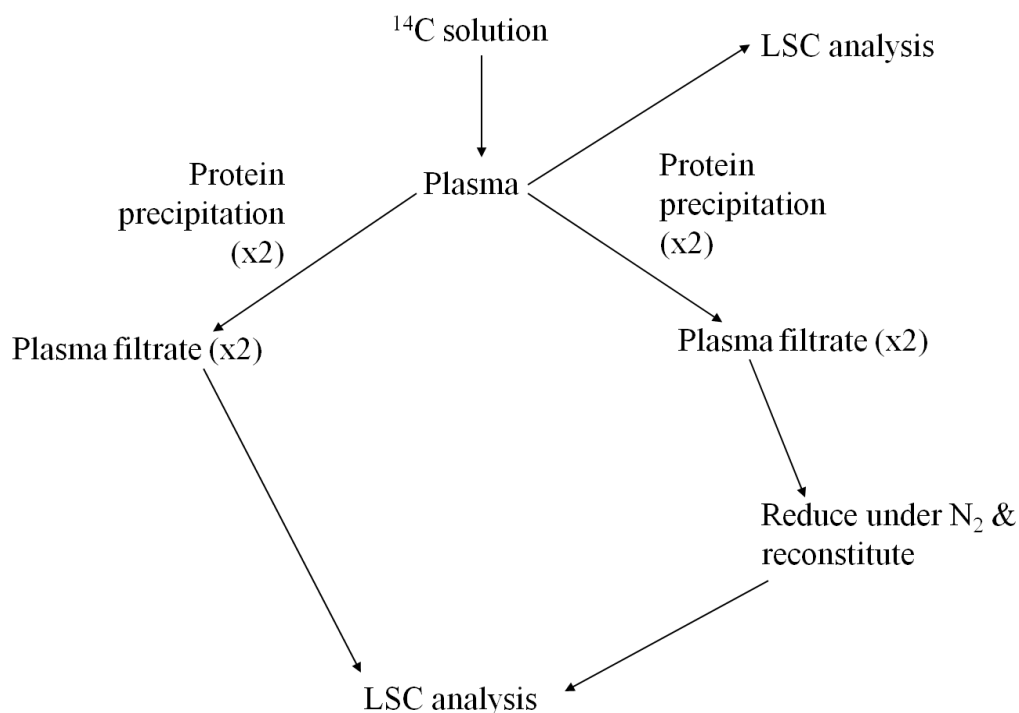 ¹⁴C solution
LSC analysis
Protein
precipitation
(x2)
Plasma
Protein
precipitation
(x2)
Plasma filtrate (x2)
Plasma filtrate (x2)
Reduce under N₂ &
reconstitute
LSC analysis